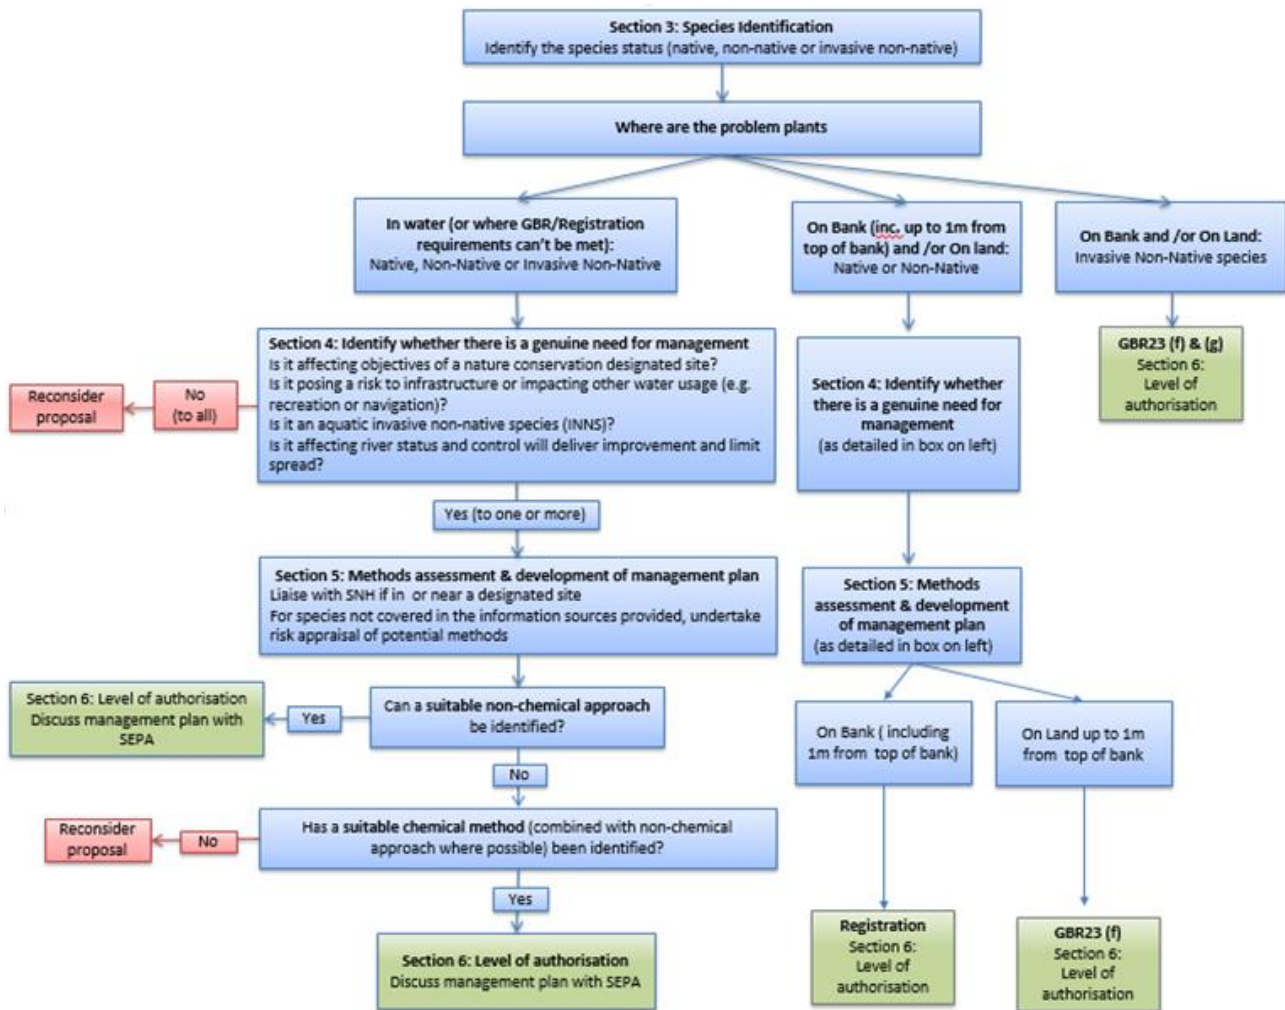 Section 3: Species Identification
Identify the species status (native, non-native or invasive non-native)
Where are the problem plants
In water (or where GBR/Registration
requirements can't be met):
Native, Non-Native or Invasive Non-Native
On Bank (inc. up to 1m from
top of bank) and /or On land:
Native or Non-Native
On Bank and /or On Land:
Invasive Non-Native species
Section 4: Identify whether there is a genuine need for management
Is it affecting objectives of a nature conservation designated site?
Is it posing a risk to infrastructure or impacting other water usage (e.g.
recreation or navigation)?
Is it an aquatic invasive non-native species (INNS)?
Is it affecting river status and control will deliver improvement and limit
spread?
No
(to all)
Reconsider
proposal
Section 4: Identify whether
there is a genuine need for
management
(as detailed in box on left)
GBR23 (f) & (g)
Section 6:
Level of
authorisation
Yes (to one or more)
Section 5: Methods assessment & development of management plan
Liaise with SNH if in or near a designated site
For species not covered in the information sources provided, undertake
risk appraisal of potential methods
Section 5: Methods
assessment & development
of management plan
(as detailed in box on left)
Can a suitable non-chemical approach
be identified?
Yes
Section 6: Level of authorisation
Discuss management plan with
SEPA
On Bank ( including
1m from top of bank)
On Land up to 1m
from top of bank
No
Has a suitable chemical method (combined with non-chemical
approach where possible) been identified?
No
Reconsider
proposal
Yes
Section 6: Level of authorisation
Discuss management plan with SEPA
Registration
Section 6:
Level of
authorisation
GBR23 (f)
Section 6:
Level of
authorisation